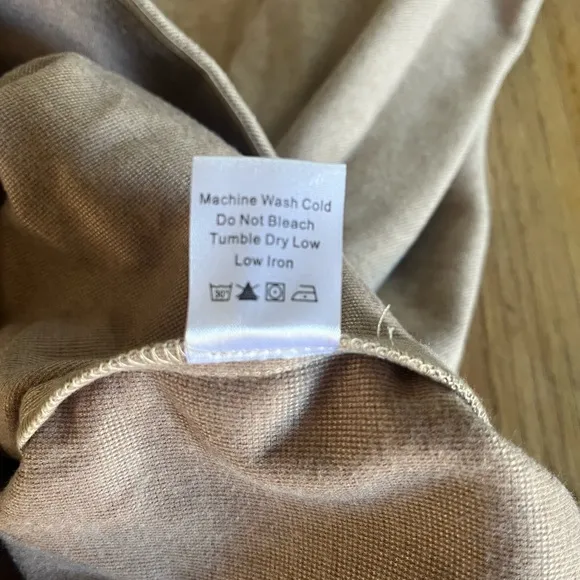 Machine Wash Cold
Do Not Bleach
Tumble Dry Low
Low Iron
30°